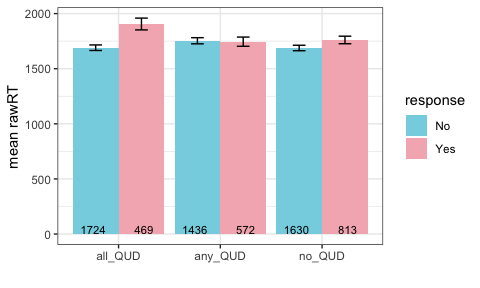 2000
1500
1000
500
0
mean rawRT
1724 469 1436 572 1630 813
all_QUD any_QUD no_QUD
response
No
Yes